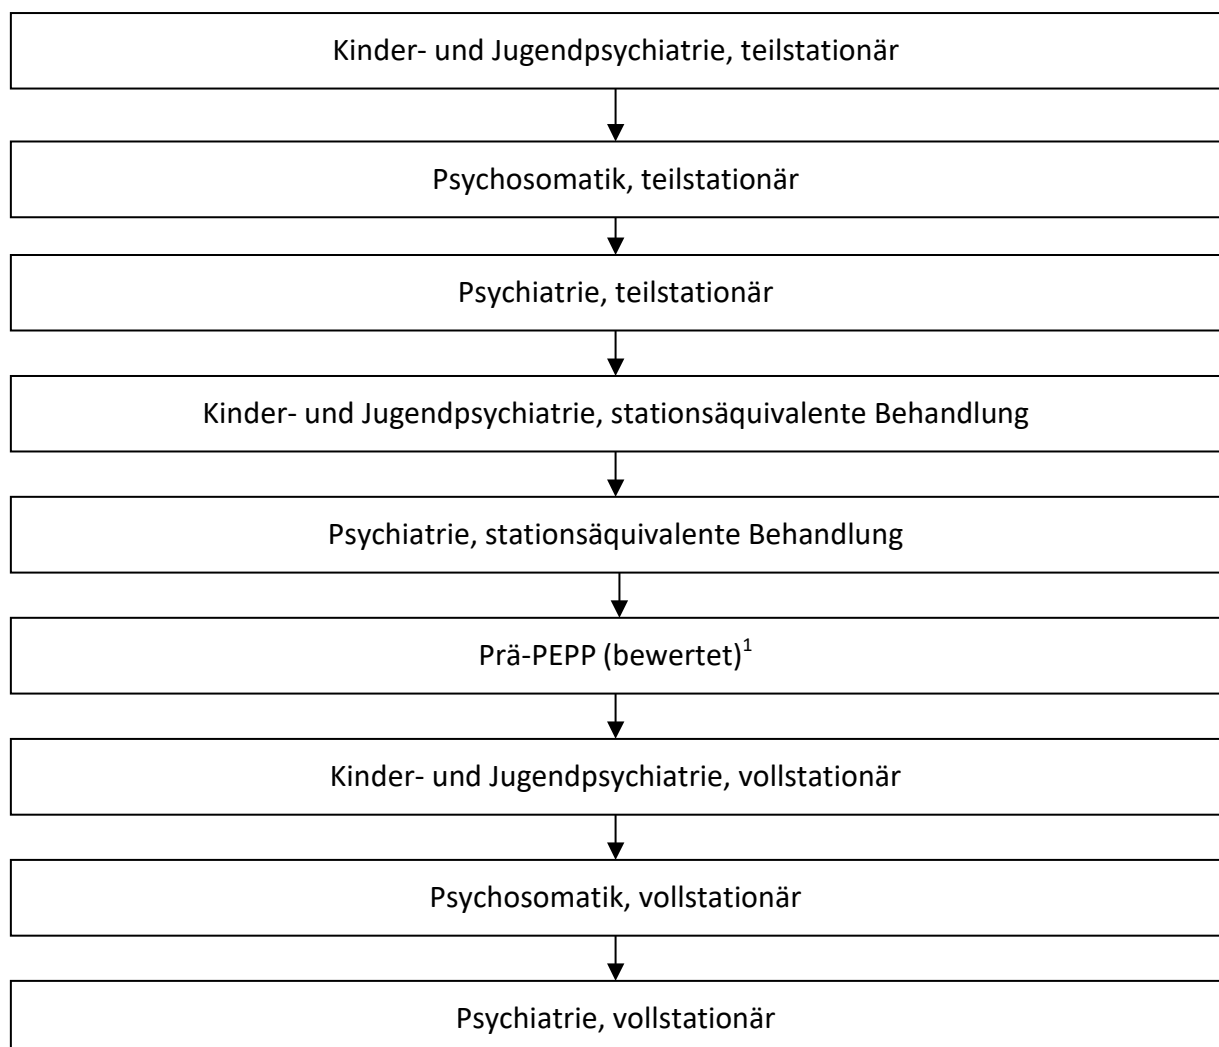 Kinder- und Jugendpsychiatrie, teilstationär
Psychosomatik, teilstationär
Psychiatrie, teilstationär
Kinder- und Jugendpsychiatrie, stationsäquivalente Behandlung
Psychiatrie, stationsäquivalente Behandlung
Prä-PEPP (bewertet)¹
Kinder- und Jugendpsychiatrie, vollstationär
Psychosomatik, vollstationär
Psychiatrie, vollstationär